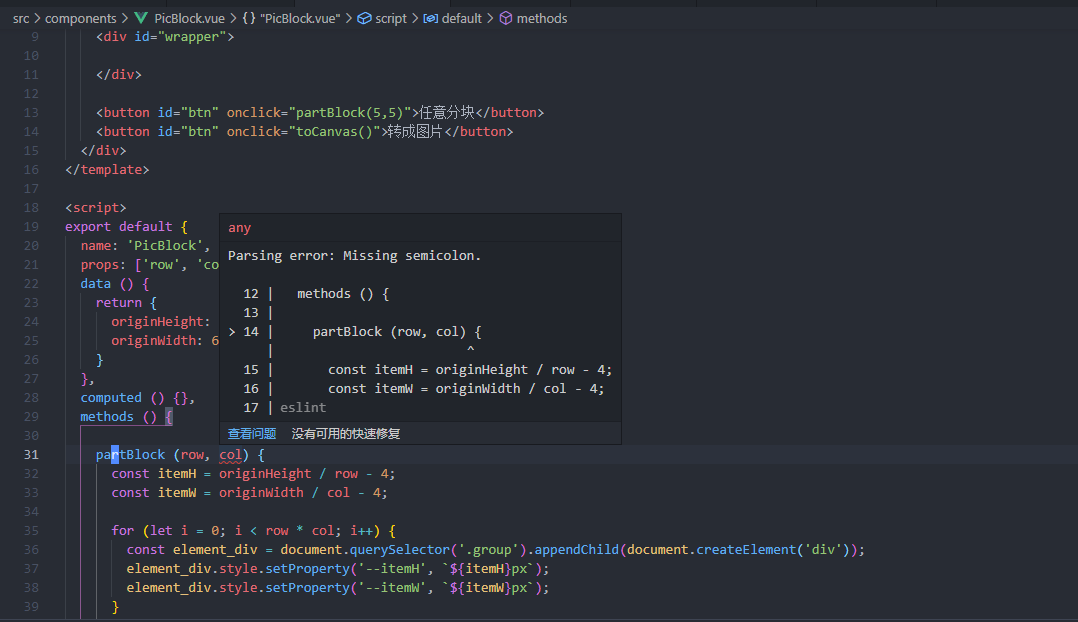 src > components > PicBlock.vue > {} "PicBlock.vue" > script > default > methods
9 <div id="wrapper">
10
11 </div>
12
13 <button id="btn" onclick="partBlock(5,5)">任意分块</button>
14 <button id="btn" onclick="toCanvas()">转成图片</button>
15 </div>
16 </template>
17
18 <script>
19 export default {
20 name: 'PicBlock',
21 props: ['row', 'co
22 data () {
23 return {
24 originHeight:
25 originWidth: 6
26 }
27 },
28 computed () {},
29 methods () {
30
any
Parsing error: Missing semicolon.
12 | methods () {
13 |
> 14 | partBlock (row, col) {
| ^
15 | const itemH = originHeight / row - 4;
16 | const itemW = originWidth / col - 4;
17 | eslint
查看问题 没有可用的快速修复
31 partBlock (row, col) {
32 const itemH = originHeight / row - 4;
33 const itemW = originWidth / col - 4;
34
35 for (let i = 0; i < row * col; i++) {
36 const element_div = document.querySelector('.group').appendChild(document.createElement('div'));
37 element_div.style.setProperty('--itemH', `${itemH}px`);
38 element_div.style.setProperty('--itemW', `${itemW}px`);
39 }